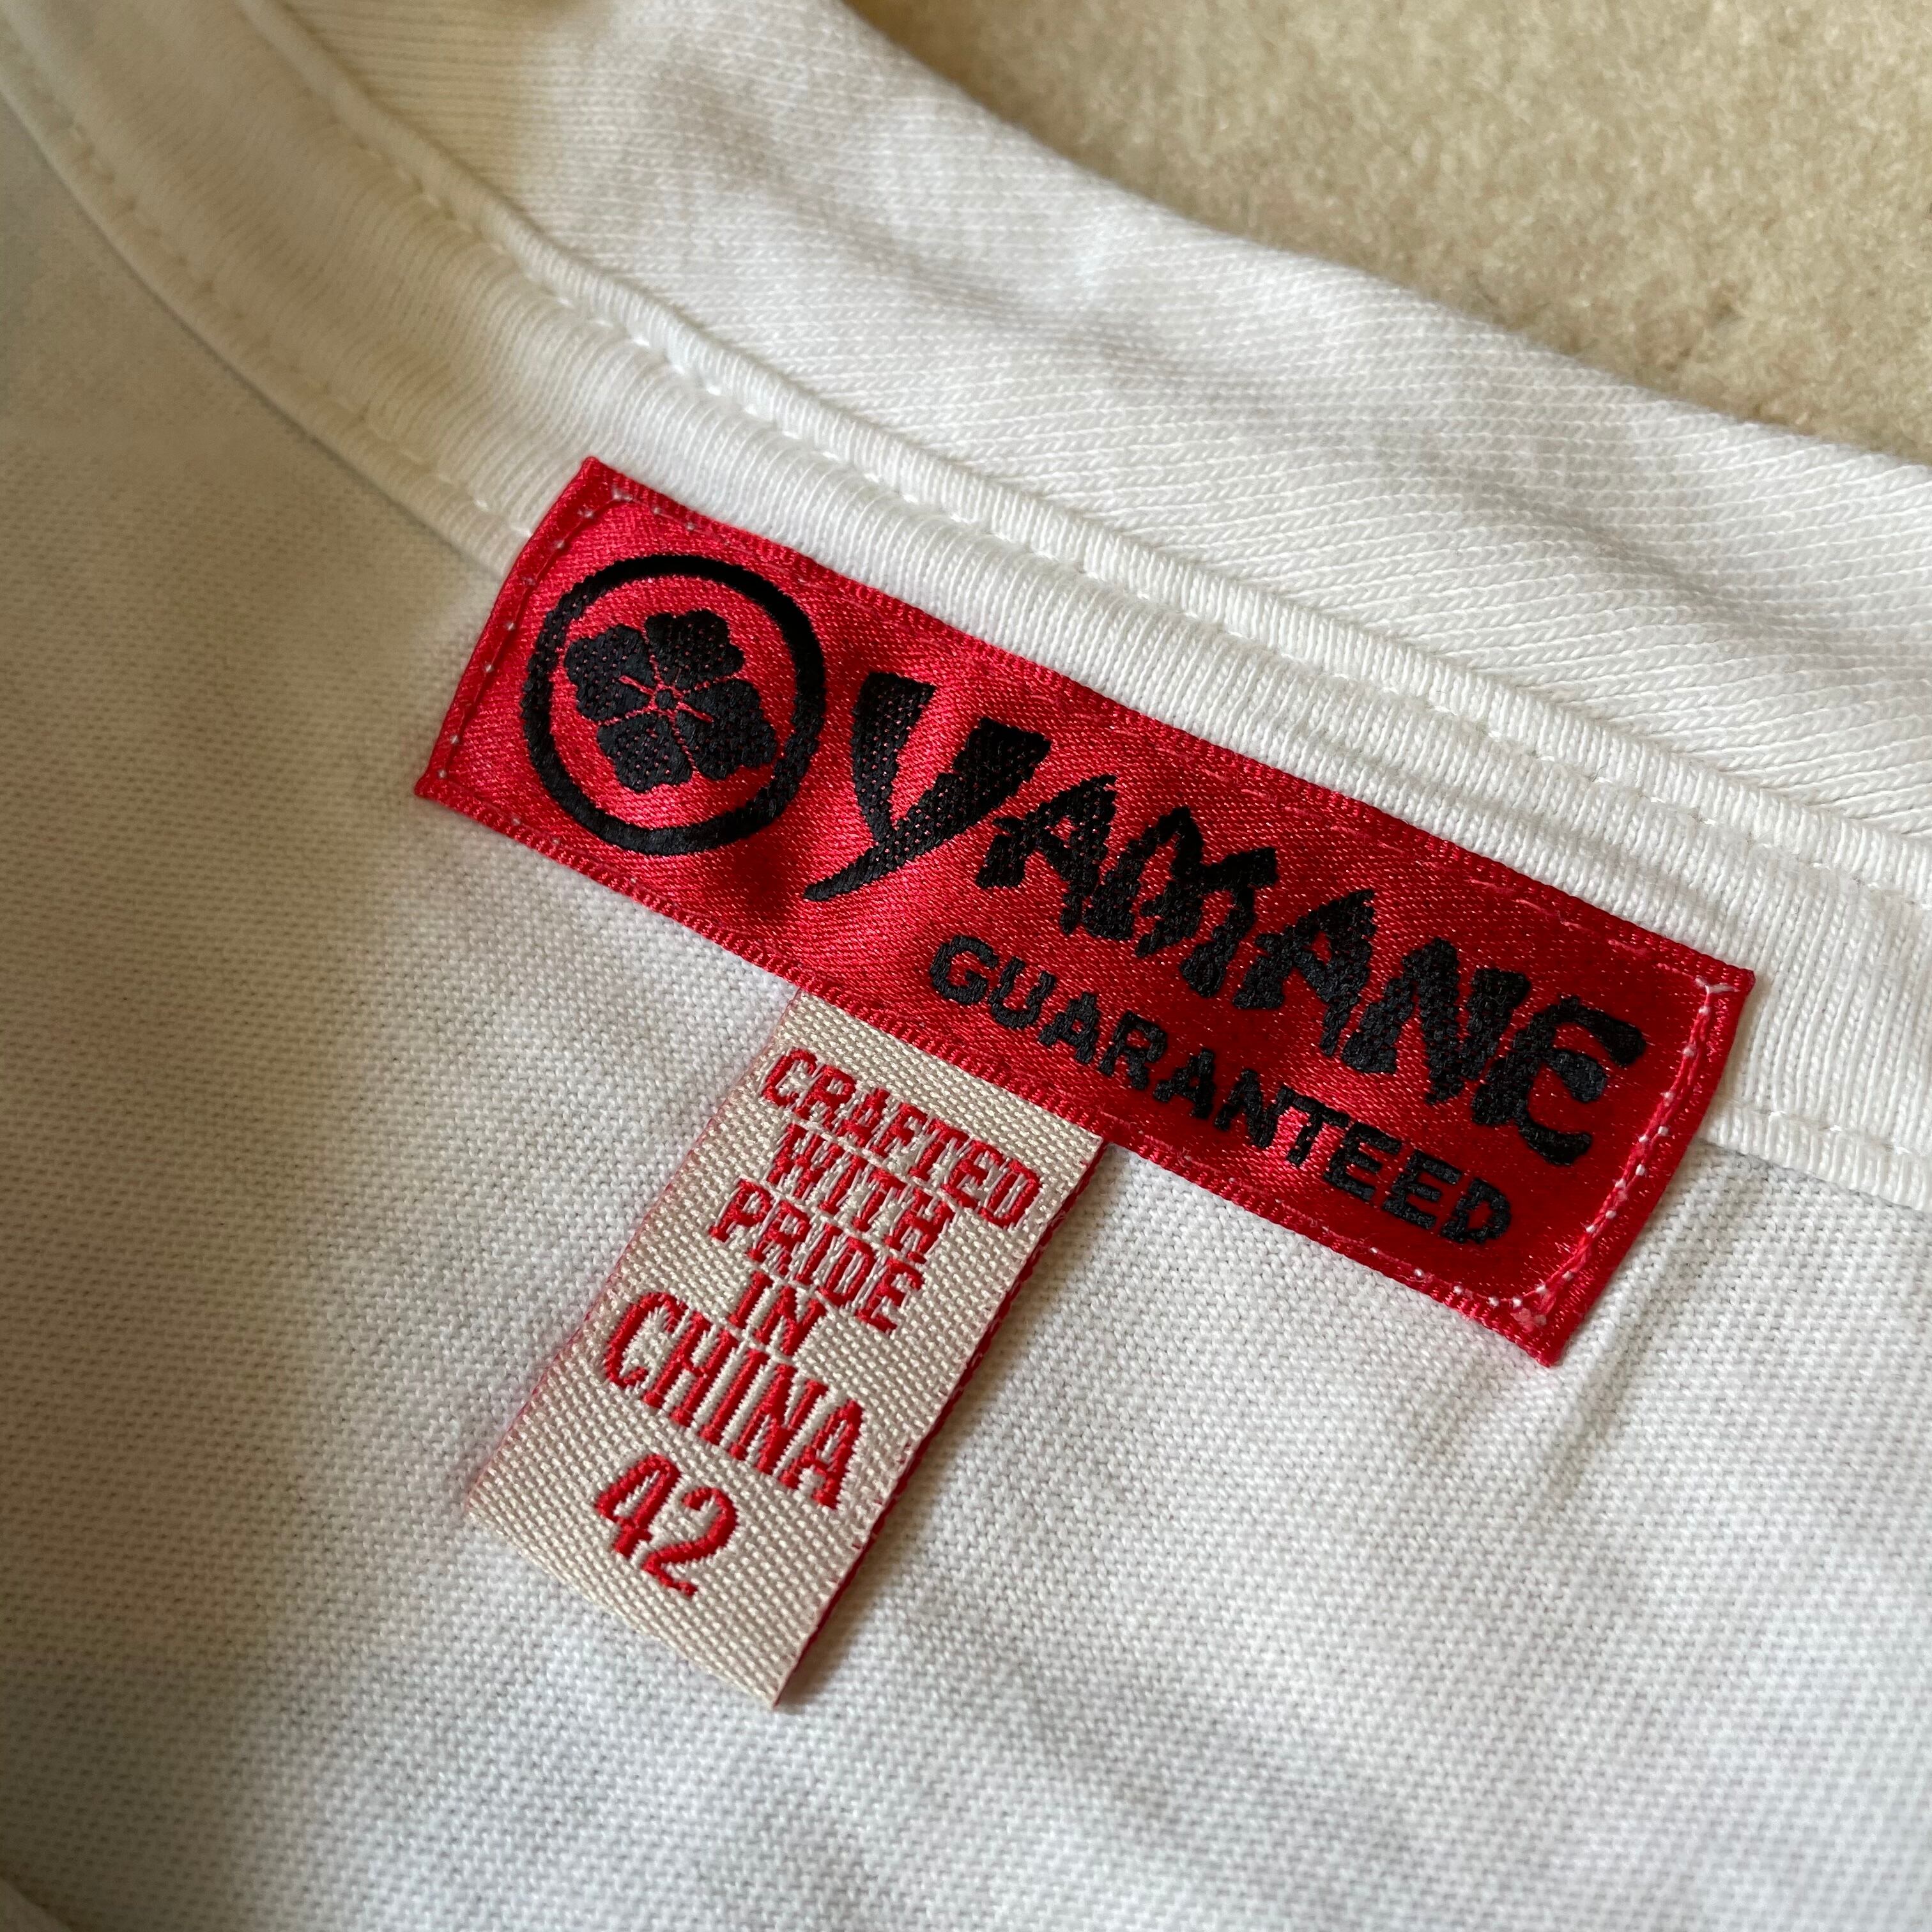 YAMANE
GUARANTEED
CRAFTED
WITH
PRIDE
IN
CHINA
42